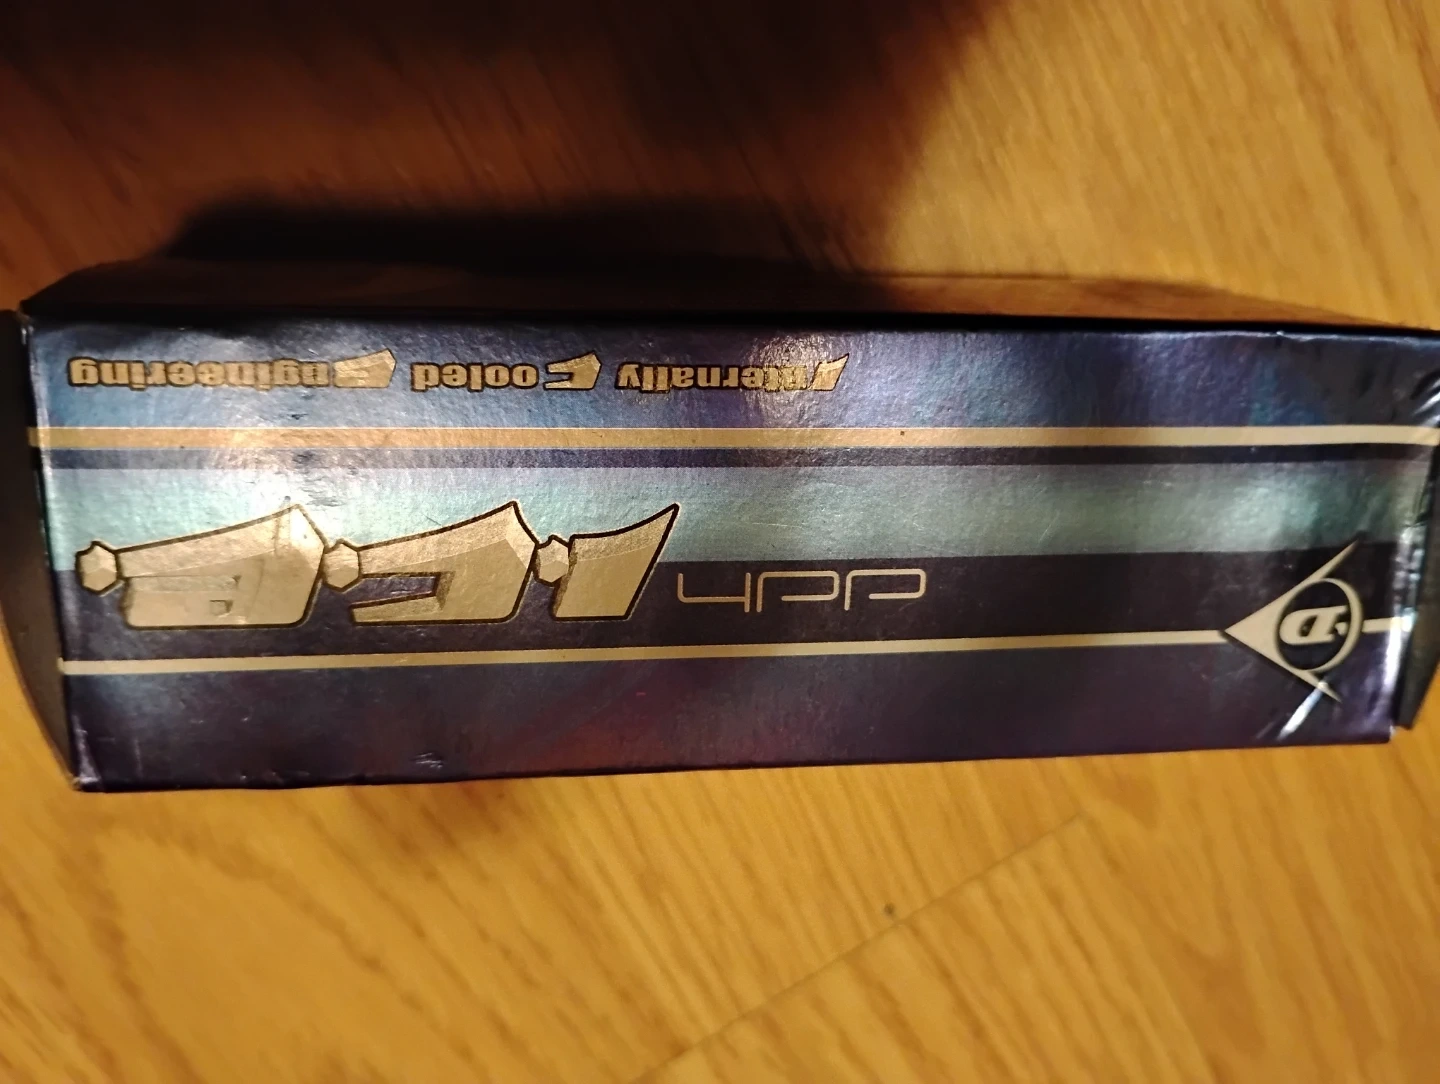 D ddh I.C.E.
Internally Cooled Engineering